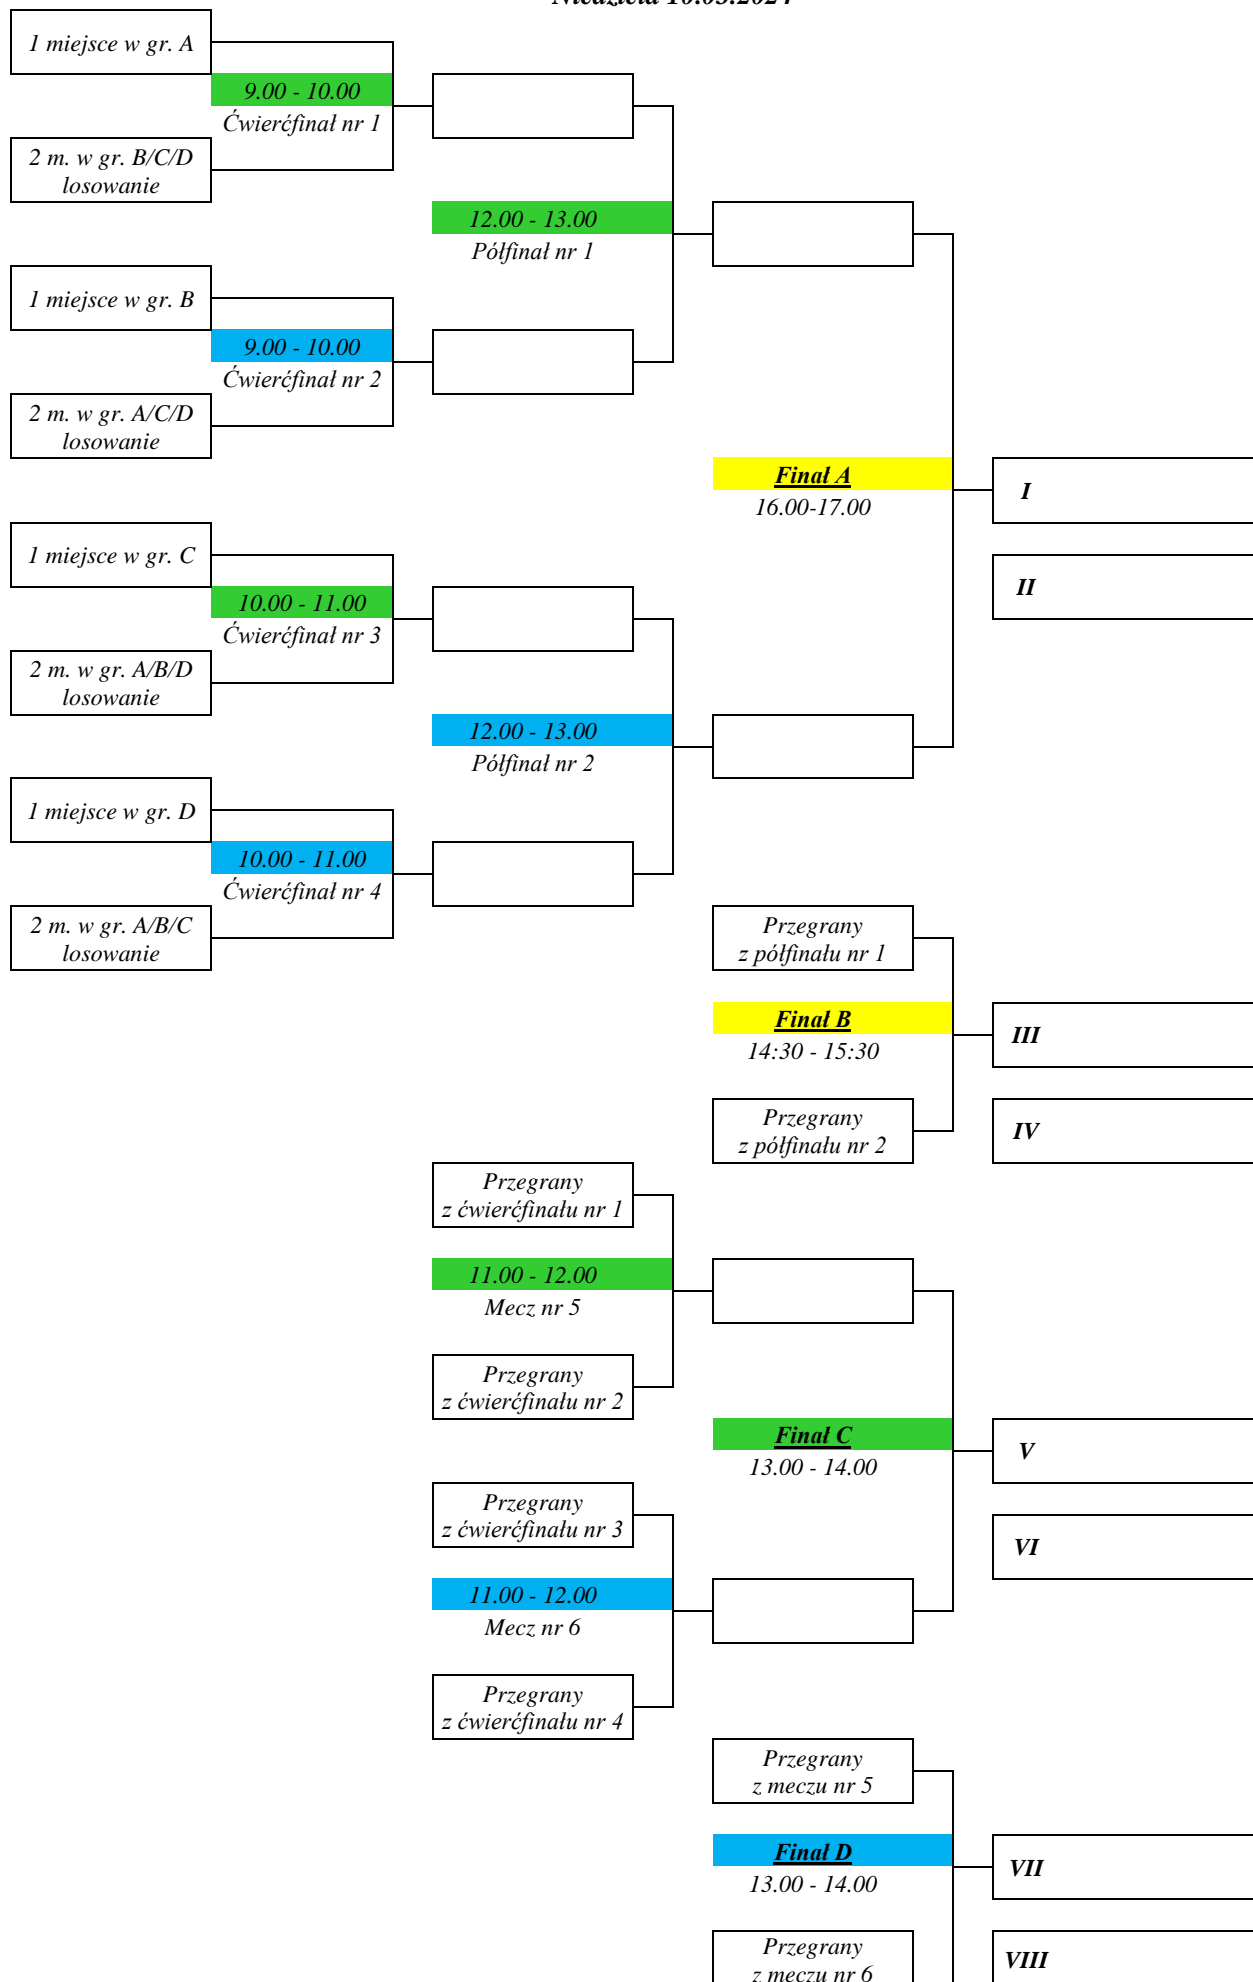 Niedziela 10.03.2024
1 miejsce w gr. A
9.00 - 10.00
Ćwierćfinał nr 1
2 m. w gr. B/C/D
losowanie
12.00 - 13.00
Półfinał nr 1
1 miejsce w gr. B
9.00 - 10.00
Ćwierćfinał nr 2
2 m. w gr. A/C/D
losowanie
Finał A
16.00-17.00
I
II
1 miejsce w gr. C
10.00 - 11.00
Ćwierćfinał nr 3
2 m. w gr. A/B/D
losowanie
12.00 - 13.00
Półfinał nr 2
1 miejsce w gr. D
10.00 - 11.00
Ćwierćfinał nr 4
2 m. w gr. A/B/C
losowanie
Przegrany
z półfinału nr 1
Finał B
14:30 - 15:30
III
Przegrany
z półfinału nr 2
IV
Przegrany
z ćwierćfinału nr 1
11.00 - 12.00
Mecz nr 5
Przegrany
z ćwierćfinału nr 2
Finał C
13.00 - 14.00
V
VI
Przegrany
z ćwierćfinału nr 3
11.00 - 12.00
Mecz nr 6
Przegrany
z ćwierćfinału nr 4
Przegrany
z meczu nr 5
Finał D
13.00 - 14.00
VII
Przegrany
z meczu nr 6
VIII